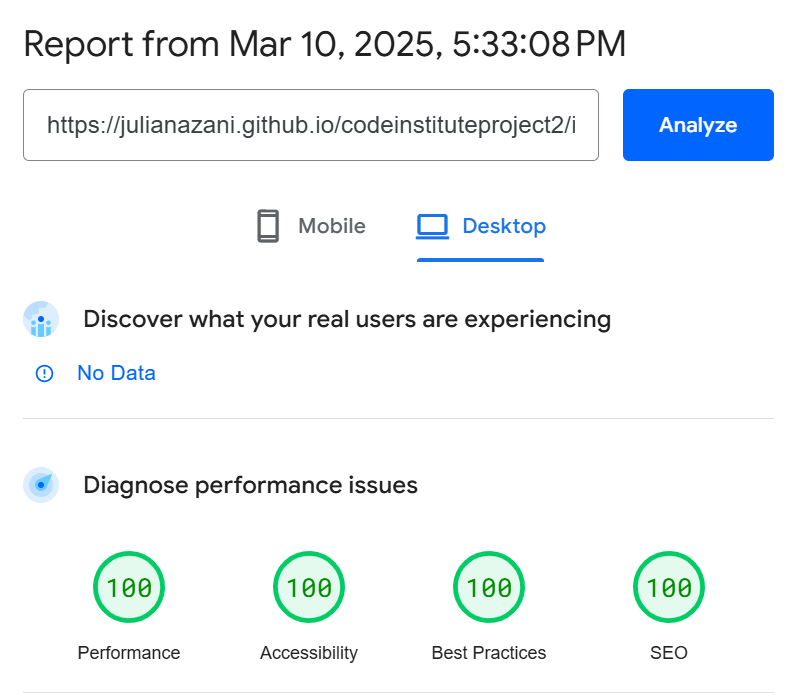 Report from Mar 10, 2025, 5:33:08 PM
https://julianazani.github.io/codeinstituteproject2/i
Analyze
Mobile
Desktop
Discover what your real users are experiencing
No Data
Diagnose performance issues
100 100 100 100
Performance Accessibility Best Practices SEO